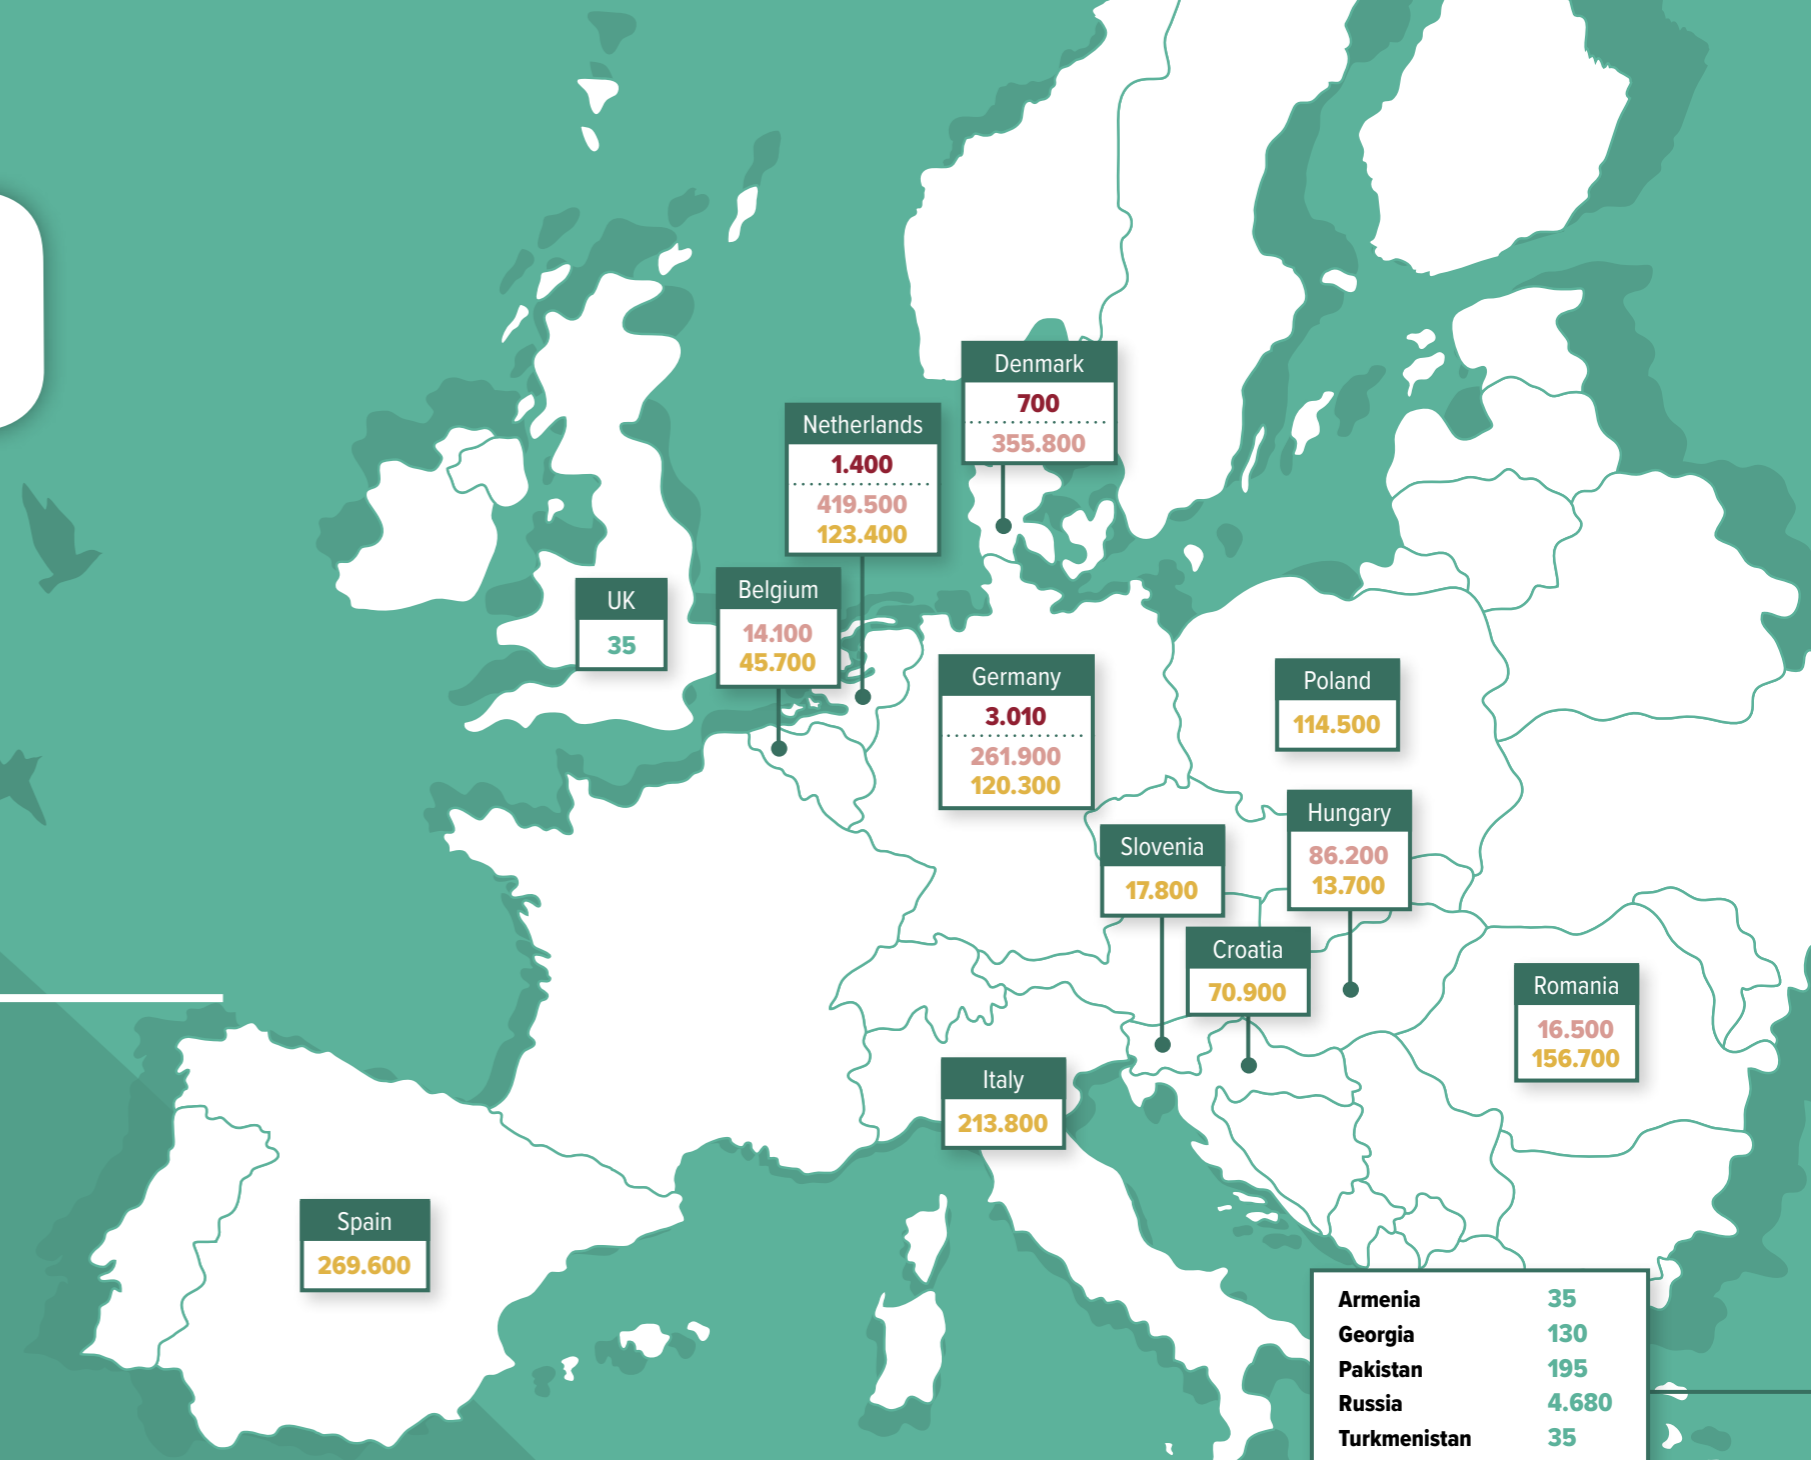 Denmark
700
355.800
Netherlands
1.400
419.500
123.400
UK
35
Belgium
14.100
45.700
Germany
3.010
261.900
120.300
Poland
114.500
Hungary
86.200
13.700
Slovenia
17.800
Croatia
70.900
Romania
16.500
156.700
Italy
213.800
Spain
269.600
Armenia 35
Georgia 130
Pakistan 195
Russia 4.680
Turkmenistan 35